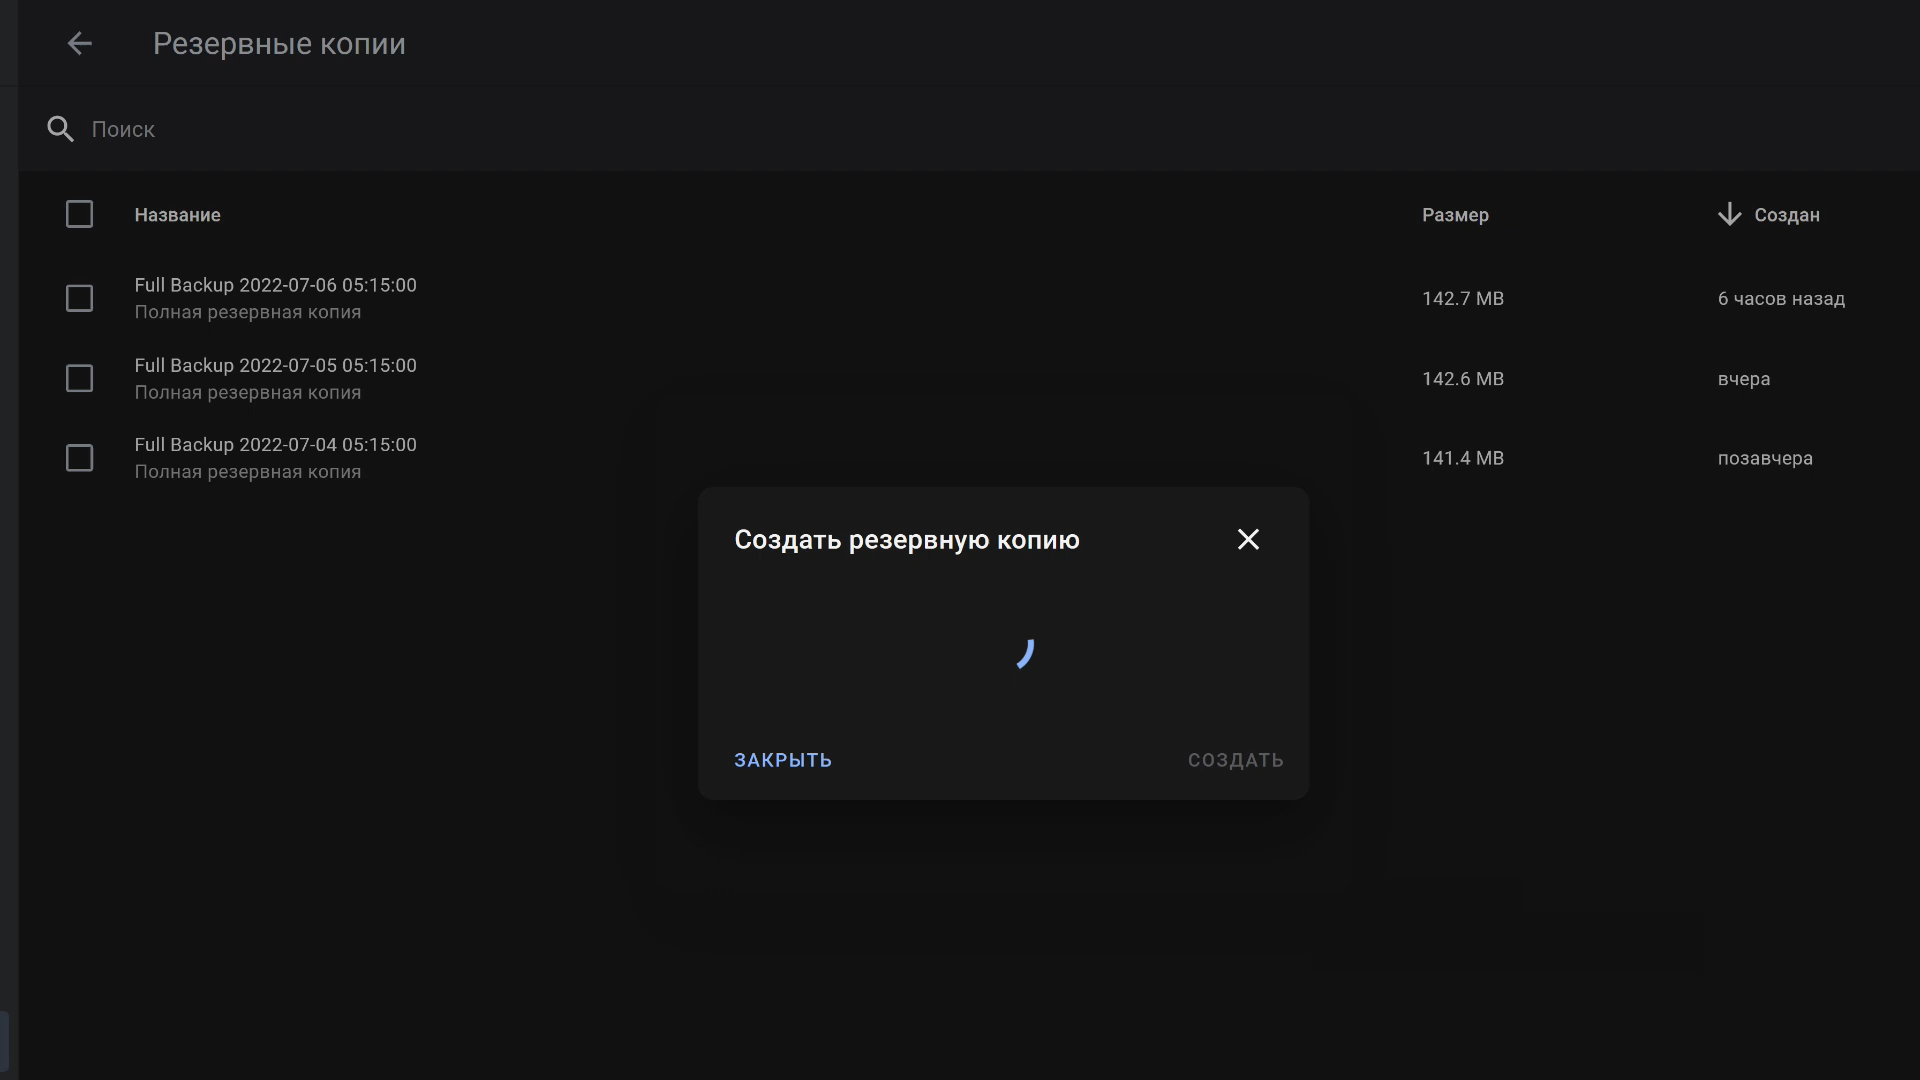 Резервные копии
Поиск
Название Размер Создан
Full Backup 2022-07-06 05:15:00
Полная резервная копия
142.7 MB 6 часов назад
Full Backup 2022-07-05 05:15:00
Полная резервная копия
142.6 MB вчера
Full Backup 2022-07-04 05:15:00
Полная резервная копия
141.4 MB позавчера
Создать резервную копию
ЗАКРЫТЬ СОЗДАТЬ